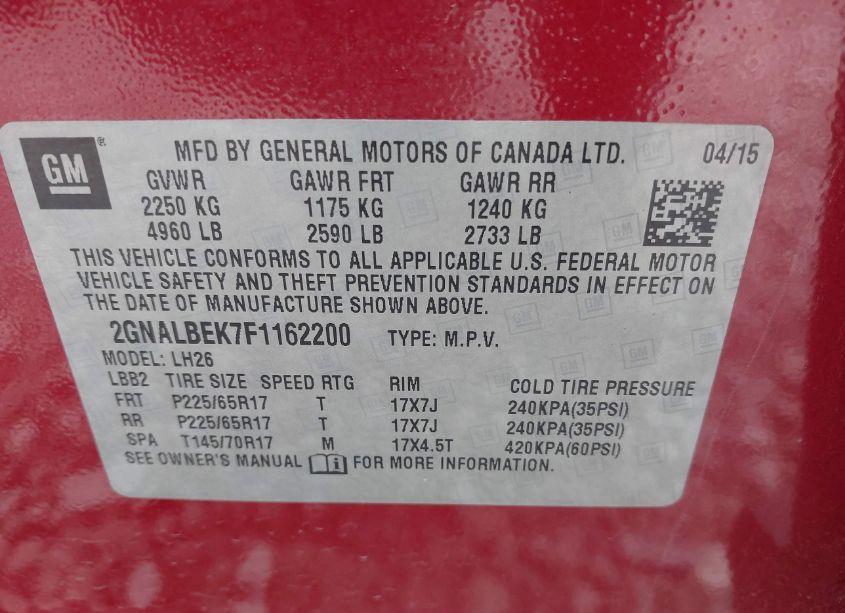 GM
MFD BY GENERAL MOTORS OF CANADA LTD. 04/15
GVWR GAWR FRT GAWR RR
2250 KG 1175 KG 1240 KG
4960 LB 2590 LB 2733 LB
THIS VEHICLE CONFORMS TO ALL APPLICABLE U.S. FEDERAL MOTOR
VEHICLE SAFETY AND THEFT PREVENTION STANDARDS IN EFFECT ON
THE DATE OF MANUFACTURE SHOWN ABOVE.
2GNALBEK7F1162200 TYPE: M.P.V.
MODEL: LH26
LBB2 TIRE SIZE SPEED RTG RIM COLD TIRE PRESSURE
FRT P225/65R17 T 17X7J 240KPA(35PSI)
RR P225/65R17 T 17X7J 240KPA(35PSI)
SPA T145/70R17 M 17X4.5T 420KPA(60PSI)
SEE OWNER'S MANUAL i FOR MORE INFORMATION.